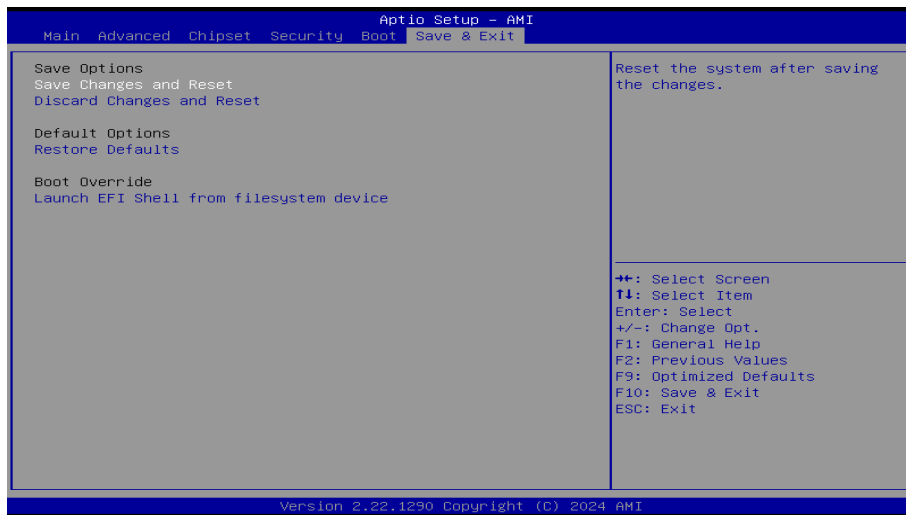 Aptio Setup – AMI
Main Advanced Chipset Security Boot Save & Exit
Save Options
Save Changes and Reset
Discard Changes and Reset
Default Options
Restore Defaults
Boot Override
Launch EFI Shell from filesystem device
Reset the system after saving
the changes.
→←: Select Screen
↑↓: Select Item
Enter: Select
+/-: Change Opt.
F1: General Help
F2: Previous Values
F9: Optimized Defaults
F10: Save & Exit
ESC: Exit
Version 2.22.1290 Copyright (C) 2024 AMI